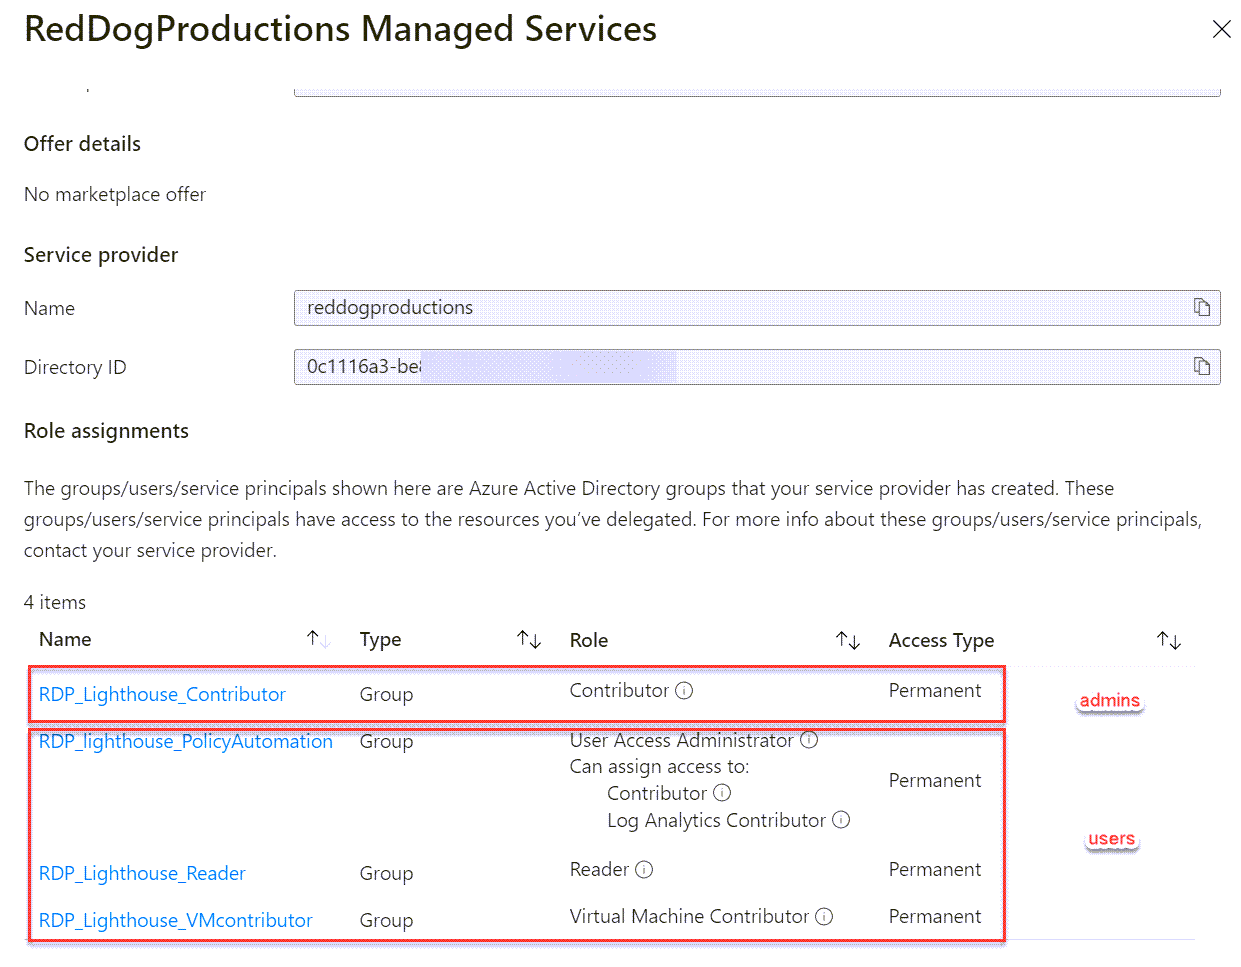 RedDogProductions Managed Services
Offer details
No marketplace offer
Service provider
Name reddogproductions
Directory ID 0c1116a3-be
Role assignments
The groups/users/service principals shown here are Azure Active Directory groups that your service provider has created. These
groups/users/service principals have access to the resources you've delegated. For more info about these groups/users/service principals,
contact your service provider.
4 items
Name Type Role Access Type
RDP_Lighthouse_Contributor Group Contributor Permanent admins
RDP_lighthouse_PolicyAutomation Group User Access Administrator
Can assign access to:
Contributor Permanent
Log Analytics Contributor
users
RDP_Lighthouse_Reader Group Reader Permanent
RDP_Lighthouse_VMcontributor Group Virtual Machine Contributor Permanent